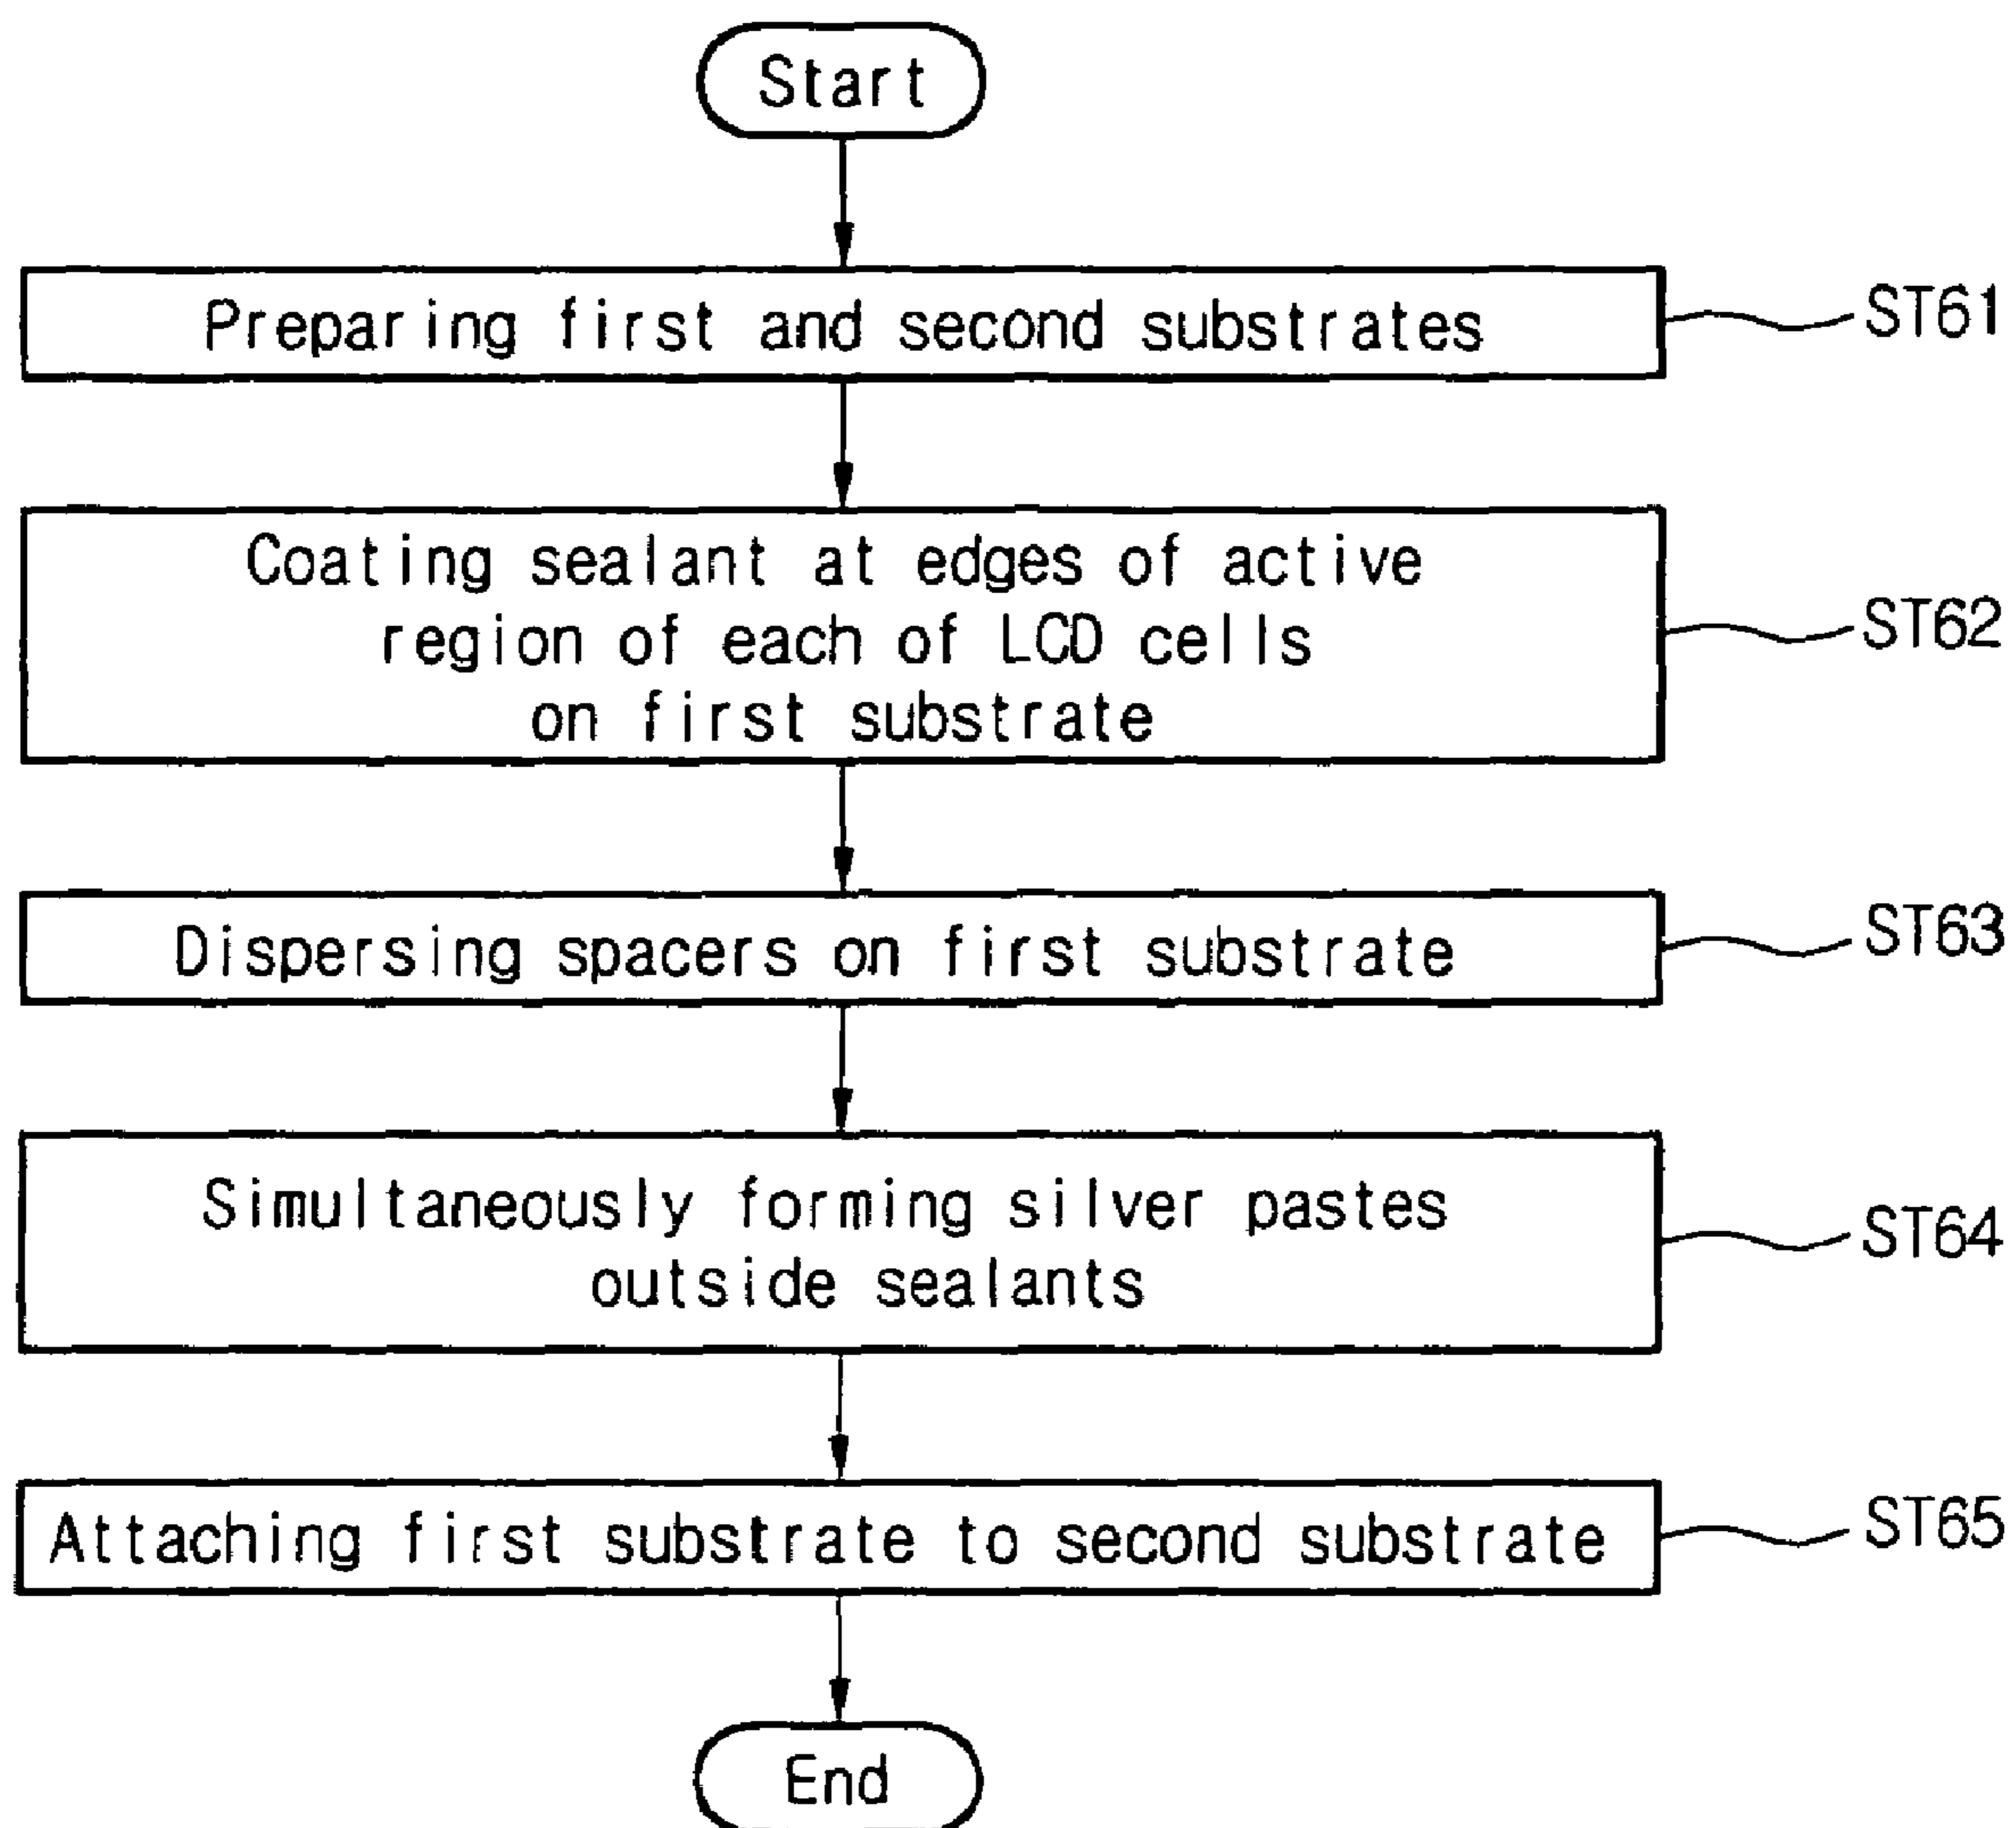 Start
Preparing first and second substrates
ST61
Coating sealant at edges of active
region of each of LCD cells
on first substrate
ST62
Dispersing spacers on first substrate
ST63
Simultaneously forming silver pastes
outside sealants
ST64
Attaching first substrate to second substrate
ST65
End